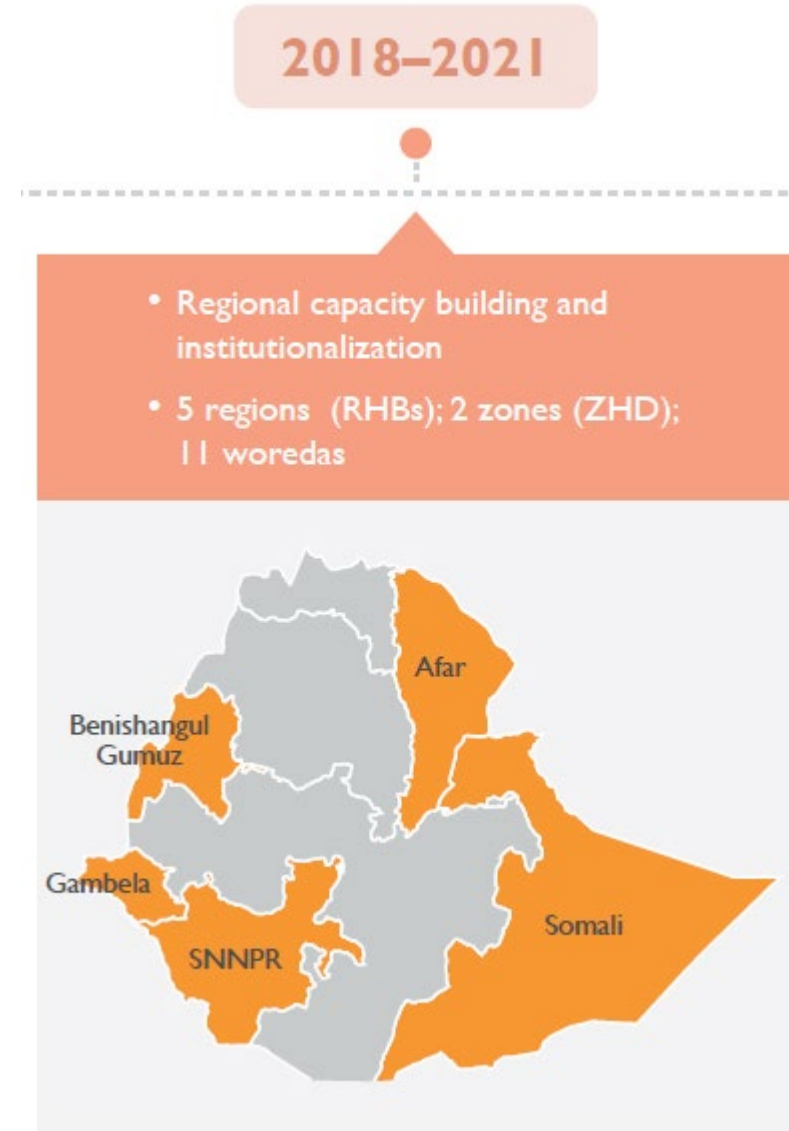 2018–2021
• Regional capacity building and
institutionalization
• 5 regions (RHBs); 2 zones (ZHD);
11 woredas
Afar
Benishangul
Gumuz
Gambela
Somali
SNNPR